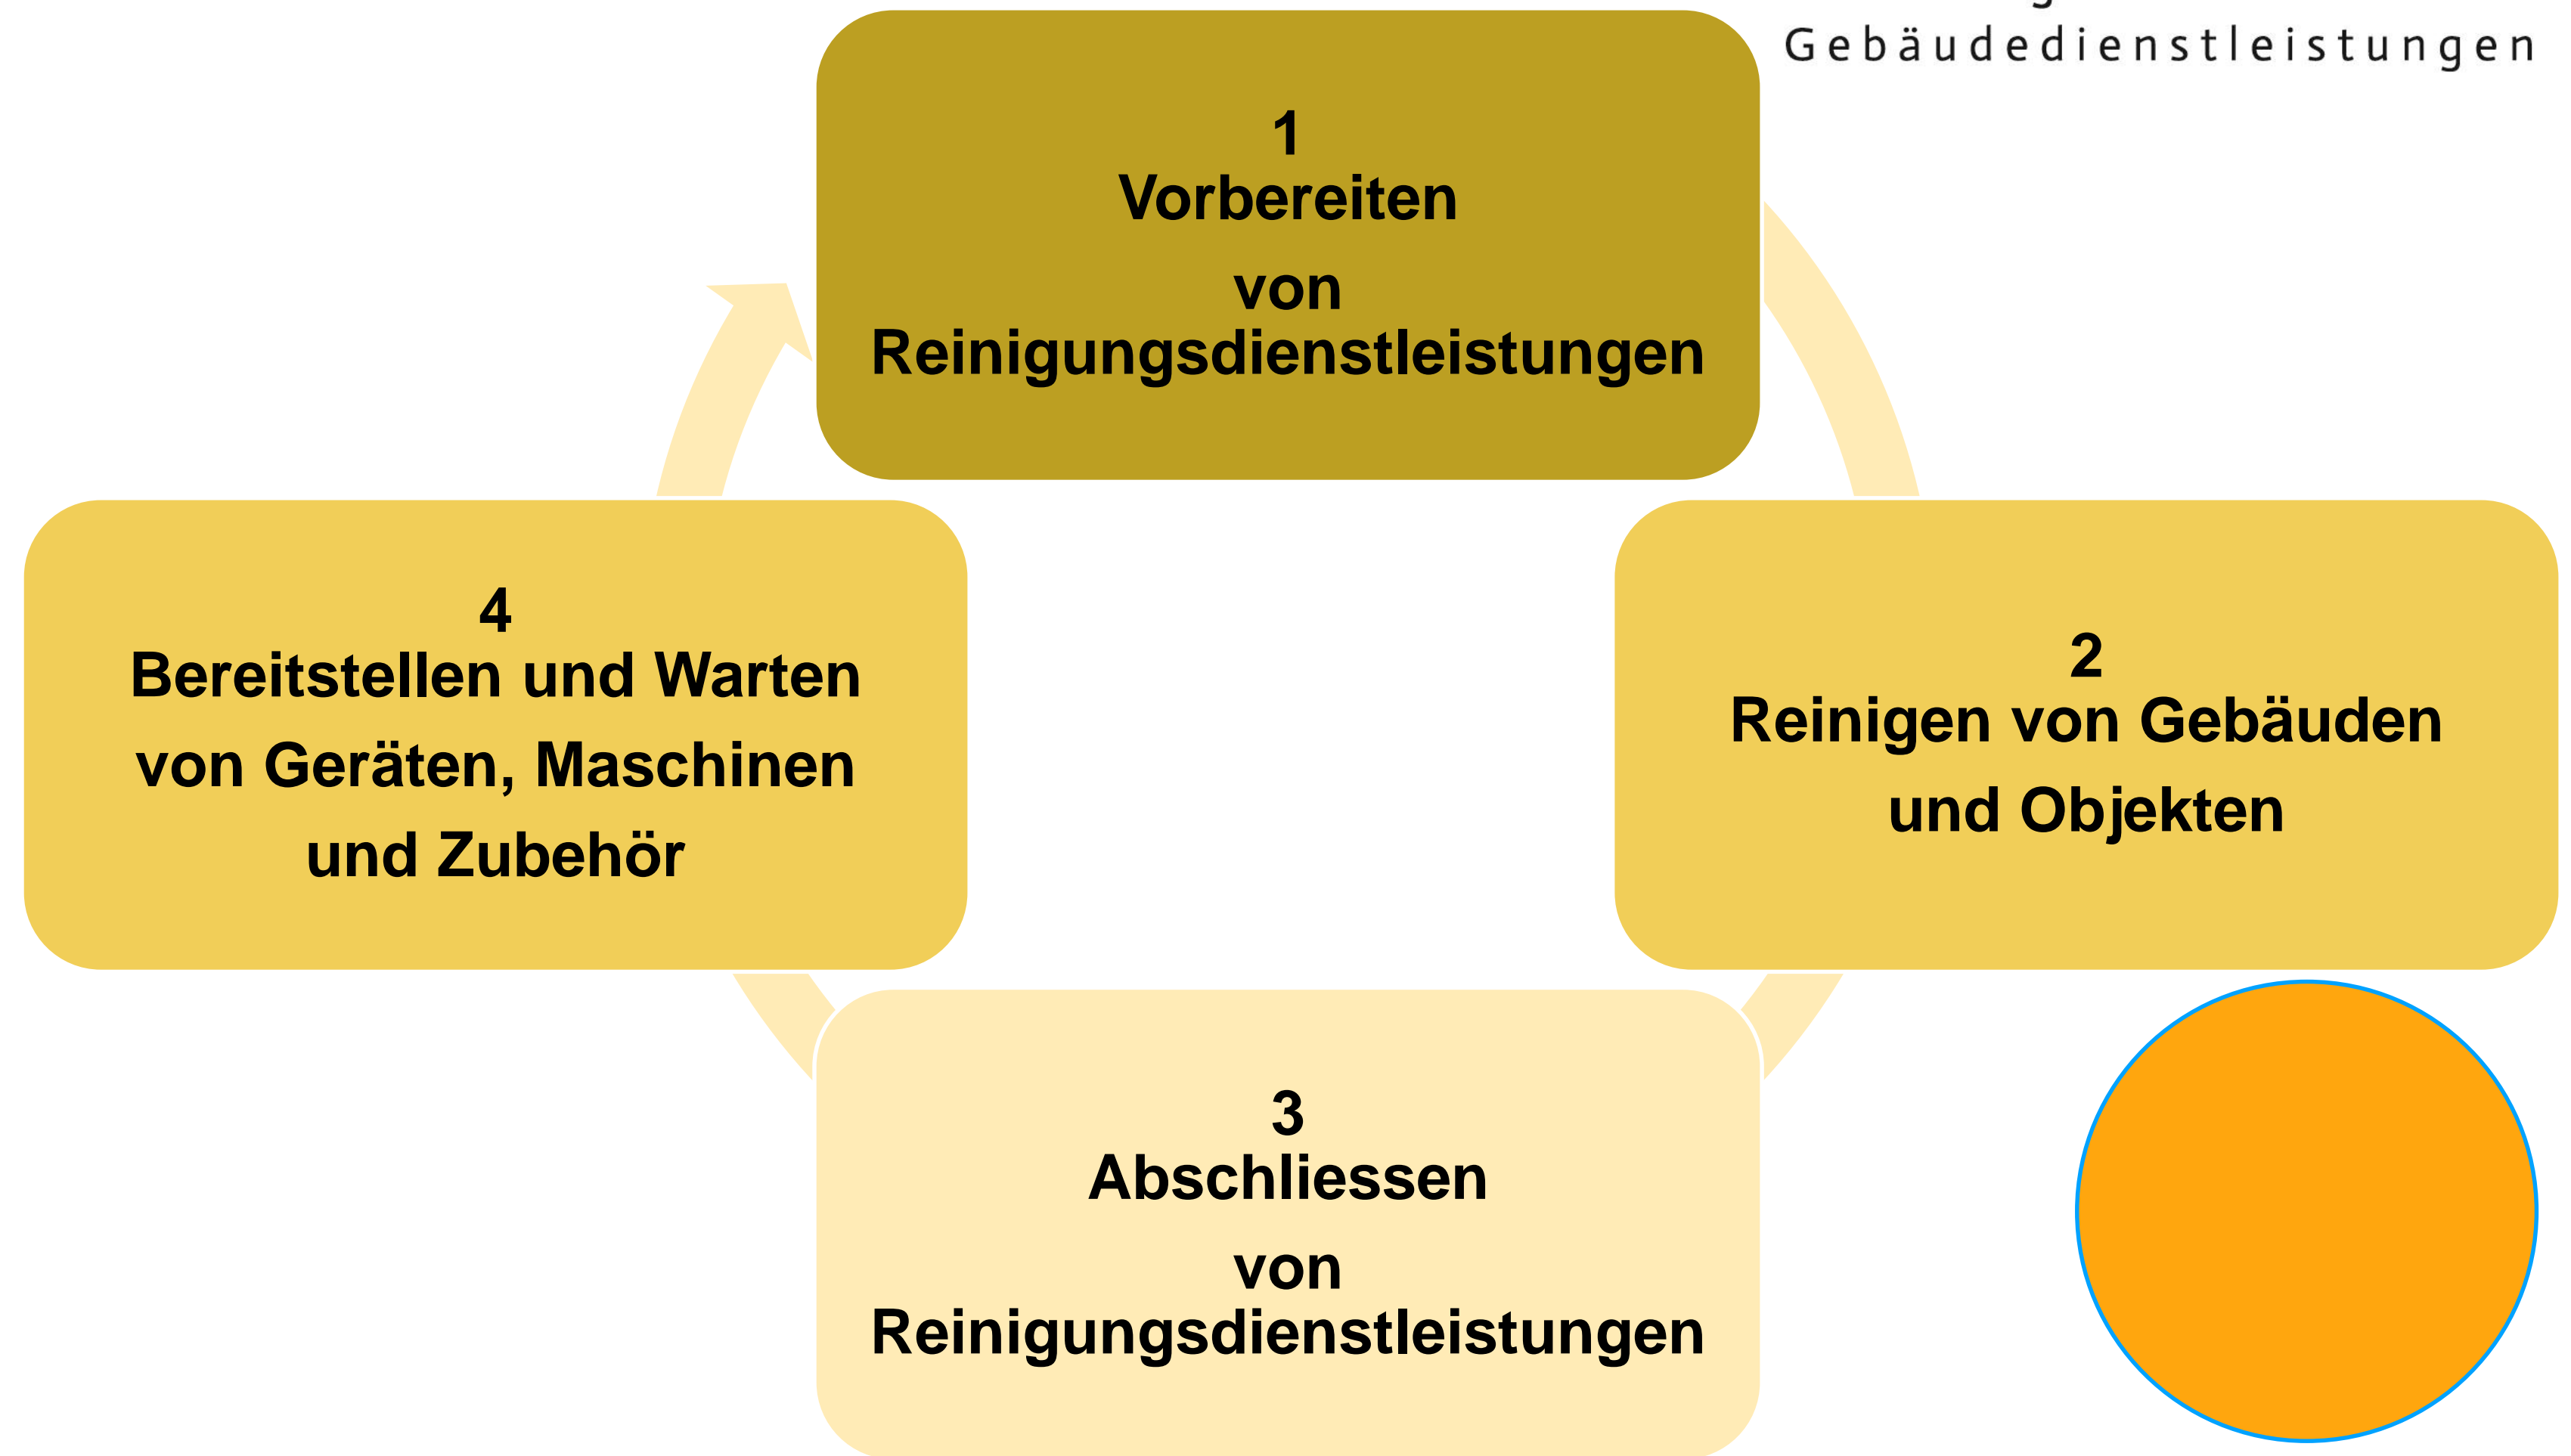 Gebäudedienstleistungen
1
Vorbereiten
von
Reinigungsdienstleistungen
2
Reinigen von Gebäuden
und Objekten
3
Abschliessen
von
Reinigungsdienstleistungen
4
Bereitstellen und Warten
von Geräten, Maschinen
und Zubehör